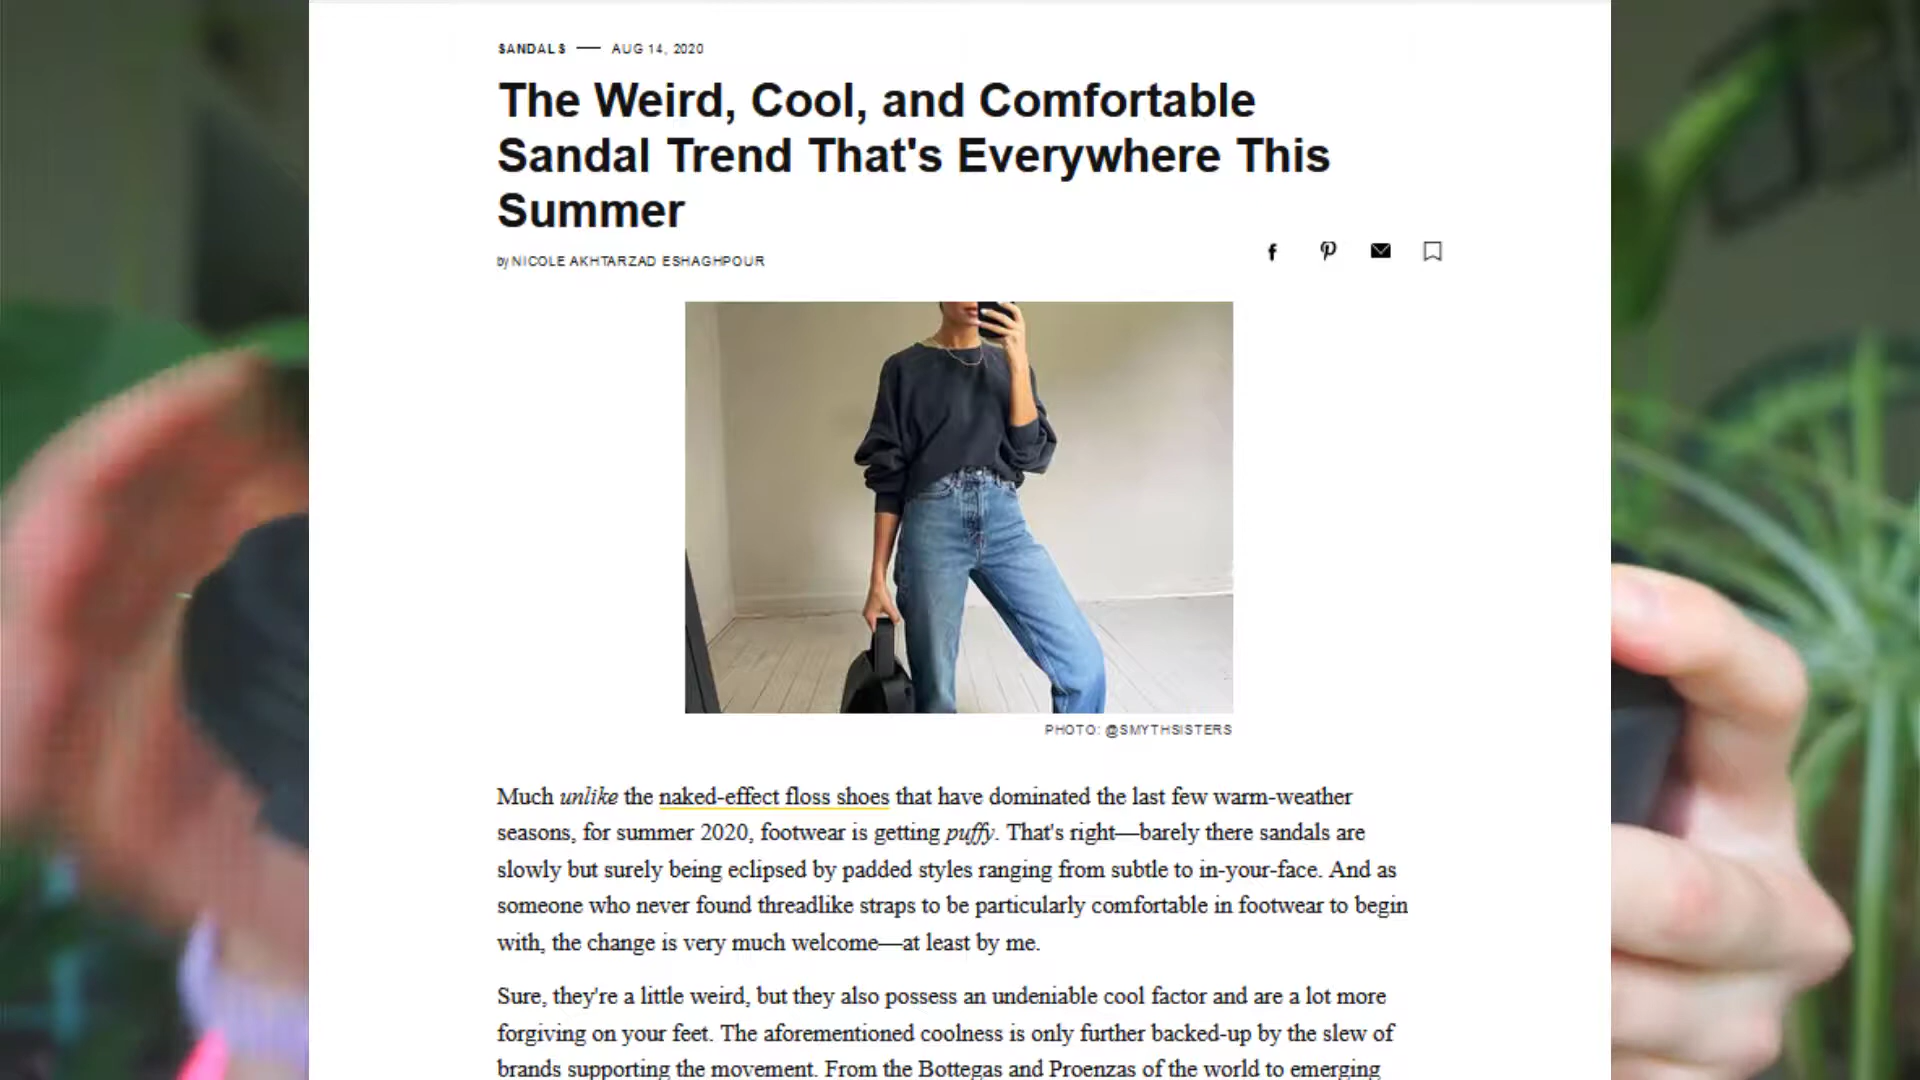 SANDALS — AUG 14, 2020
The Weird, Cool, and Comfortable
Sandal Trend That's Everywhere This
Summer
by NICOLE AKHTARZAD ESHAGHPOUR
PHOTO: @SMYTHSISTERS
Much unlike the naked-effect floss shoes that have dominated the last few warm-weather
seasons, for summer 2020, footwear is getting puffy. That's right—barely there sandals are
slowly but surely being eclipsed by padded styles ranging from subtle to in-your-face. And as
someone who never found threadlike straps to be particularly comfortable in footwear to begin
with, the change is very much welcome—at least by me.
Sure, they're a little weird, but they also possess an undeniable cool factor and are a lot more
forgiving on your feet. The aforementioned coolness is only further backed-up by the slew of
brands supporting the movement. From the Bottegas and Proenzas of the world to emerging